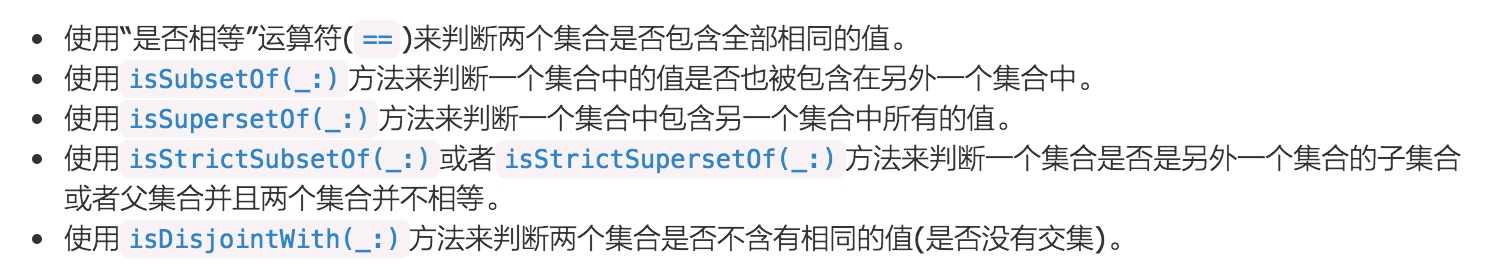 • 使用“是否相等”运算符( == )来判断两个集合是否包含全部相同的值。
• 使用 isSubsetOf(_:) 方法来判断一个集合中的值是否也被包含在另外一个集合中。
• 使用 isSupersetOf(_:) 方法来判断一个集合中包含另一个集合中所有的值。
• 使用 isStrictSubsetOf(_:) 或者 isStrictSupersetOf(_:) 方法来判断一个集合是否是另外一个集合的子集合
或者父集合并且两个集合并不相等。
• 使用 isDisjointWith(_:) 方法来判断两个集合是否不含有相同的值(是否没有交集)。